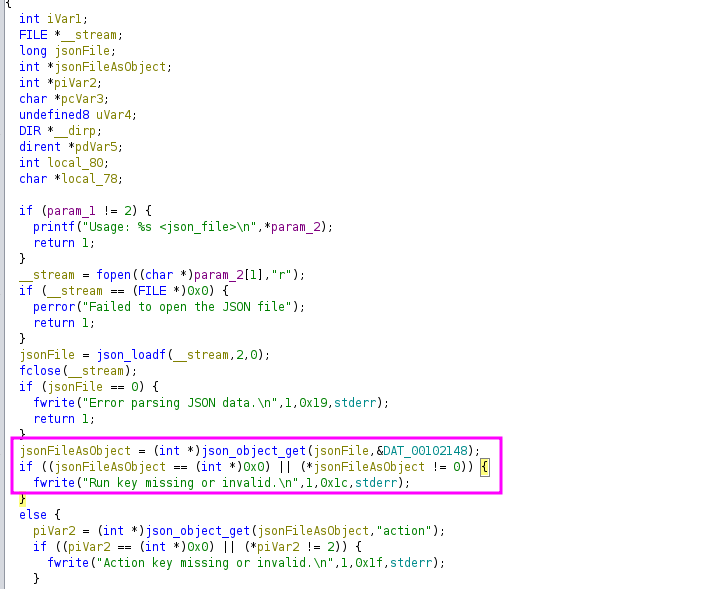 {
int iVar1;
FILE *__stream;
long jsonFile;
int *jsonFileAsObject;
int *piVar2;
char *pcVar3;
undefined8 uVar4;
DIR *__dirp;
dirent *pdVar5;
int local_80;
char *local_78;
if (param_1 != 2) {
printf("Usage: %s <json_file>\n",*param_2);
return 1;
}
__stream = fopen((char *)param_2[1],"r");
if (__stream == (FILE *)0x0) {
perror("Failed to open the JSON file");
return 1;
}
jsonFile = json_loadf(__stream,2,0);
fclose(__stream);
if (jsonFile == 0) {
fwrite("Error parsing JSON data.\n",1,0x19,stderr);
return 1;
}
jsonFileAsObject = (int *)json_object_get(jsonFile,&DAT_00102148);
if ((jsonFileAsObject == (int *)0x0) || (*jsonFileAsObject != 0)) {
fwrite("Run key missing or invalid.\n",1,0x1c,stderr);
}
else {
piVar2 = (int *)json_object_get(jsonFileAsObject,"action");
if ((piVar2 == (int *)0x0) || (*piVar2 != 2)) {
fwrite("Action key missing or invalid.\n",1,0x1f,stderr);
}